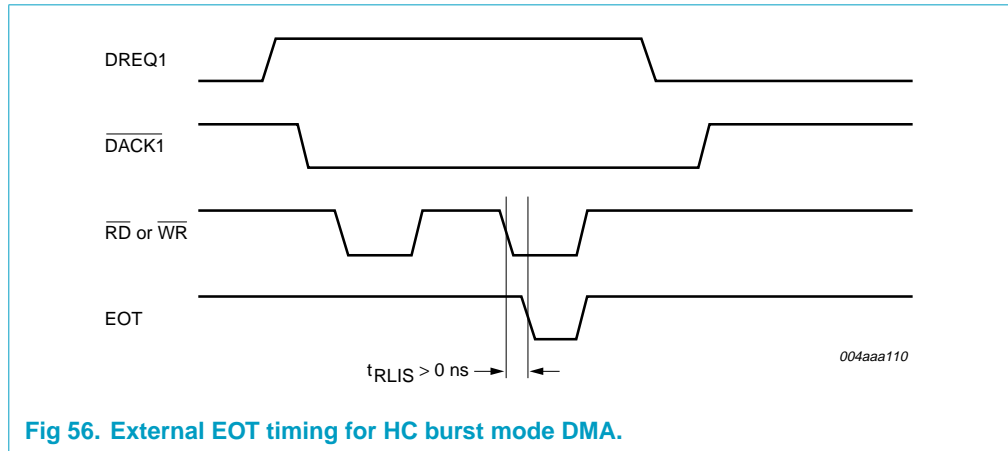 DREQ1
DACK1
RD or WR
EOT
tRLIS > 0 ns
004aaa110
Fig 56. External EOT timing for HC burst mode DMA.